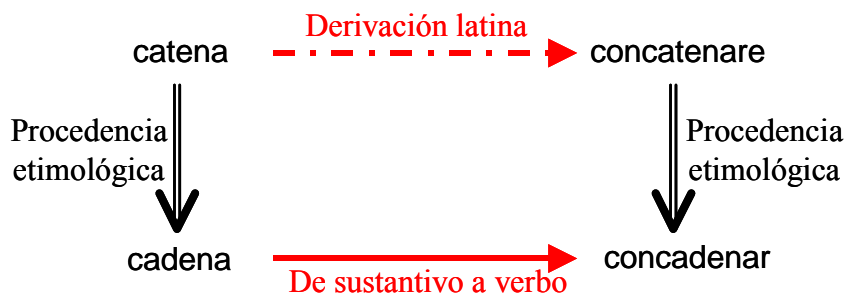 Derivación latina
catena
concatenare
Procedencia
etimológica
Procedencia
etimológica
cadena
concadenar
De sustantivo a verbo